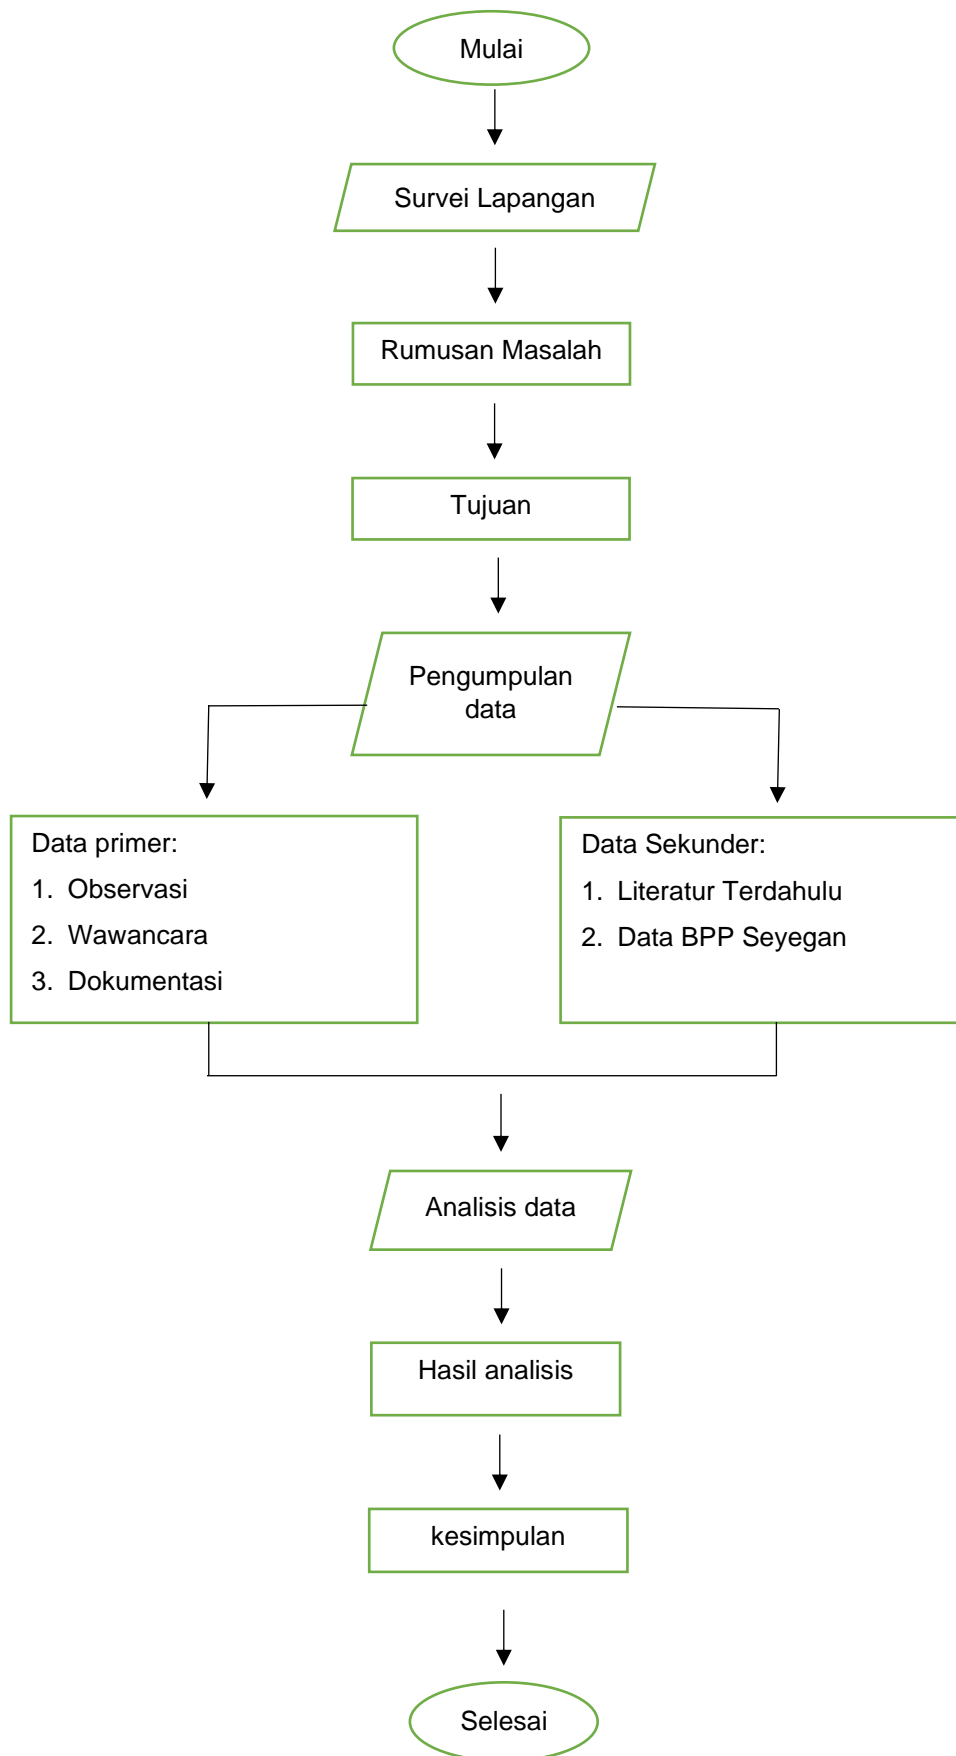 Mulai
Survei Lapangan
Rumusan Masalah
Tujuan
Pengumpulan
data
Data primer:
1. Observasi
2. Wawancara
3. Dokumentasi
Data Sekunder:
1. Literatur Terdahulu
2. Data BPP Seyegan
Analisis data
Hasil analisis
kesimpulan
Selesai